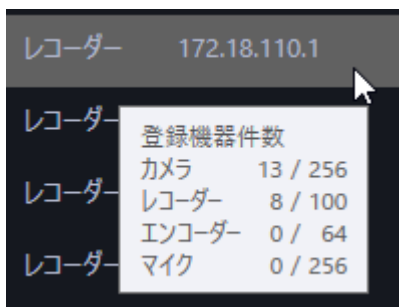 レコーダー 172.18.110.1
レコーダー
登録機器件数
カメラ 13 / 256
レコーダー 8 / 100
レコーダー
エンコーダー 0 / 64
レコーダー
マイク 0 / 256